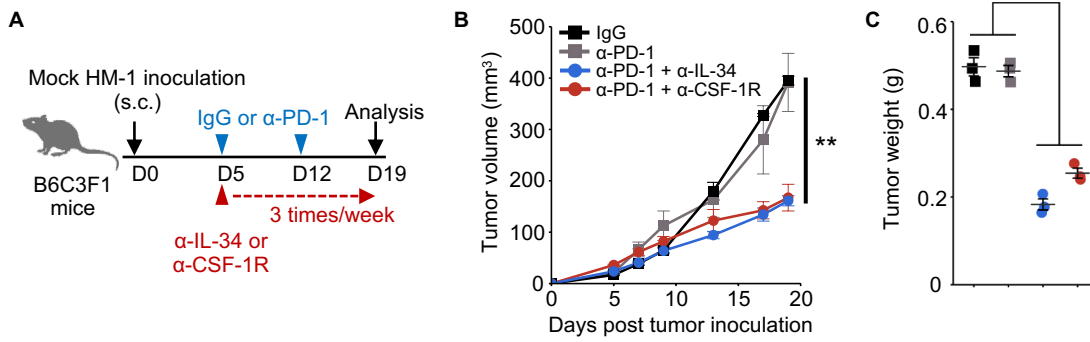 A
Mock HM-1 inoculation
(s.c.)
IgG or α-PD-1
Analysis
B6C3F1
mice
D0
D5
D12
D19
3 times/week
α-IL-34 or
α-CSF-1R
B
Tumor volume (mm³)
500
400
300
200
100
0
IgG
α-PD-1
α-PD-1 + α-IL-34
α-PD-1 + α-CSF-1R
**
0
5
10
15
20
Days post tumor inoculation
C
Tumor weight (g)
0.6
0.4
0.2
0